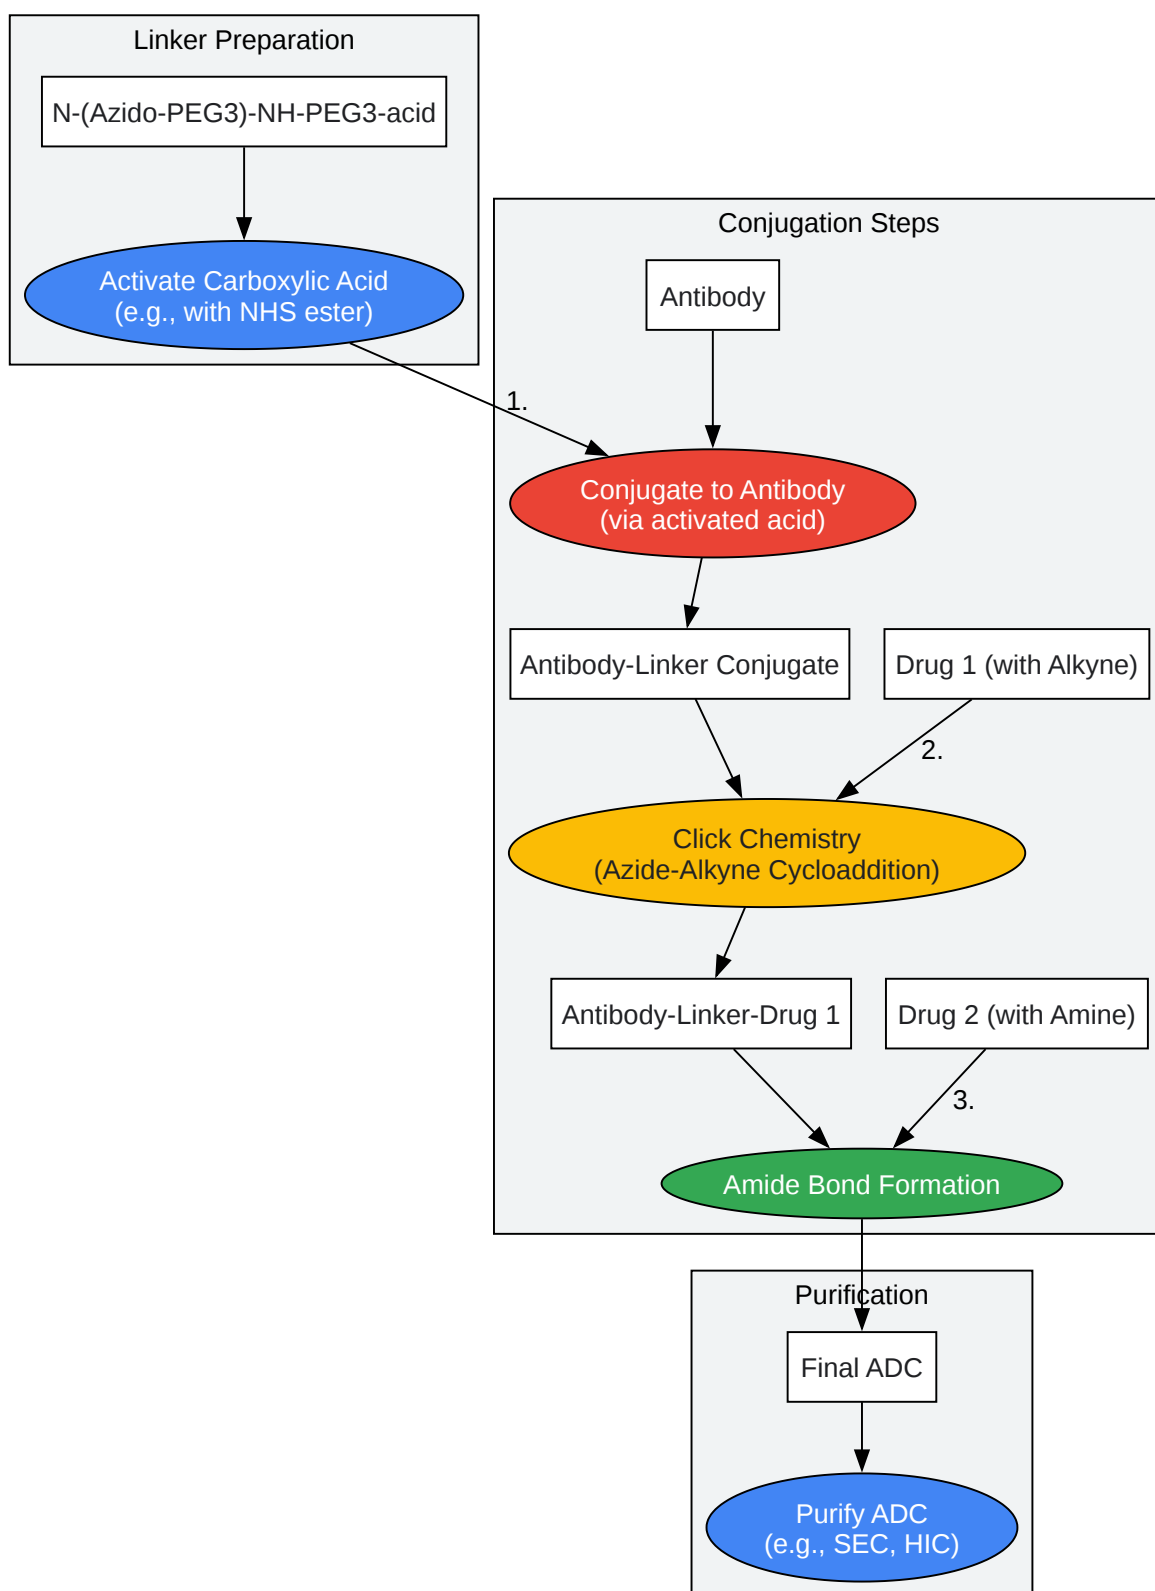 Linker Preparation
N-(Azido-PEG3)-NH-PEG3-acid
Activate Carboxylic Acid
(e.g., with NHS ester)
1.
Conjugation Steps
Antibody
Conjugate to Antibody
(via activated acid)
Antibody-Linker Conjugate
Drug 1 (with Alkyne)
2.
Click Chemistry
(Azide-Alkyne Cycloaddition)
Antibody-Linker-Drug 1
Drug 2 (with Amine)
3.
Amide Bond Formation
Purification
Final ADC
Purify ADC
(e.g., SEC, HIC)